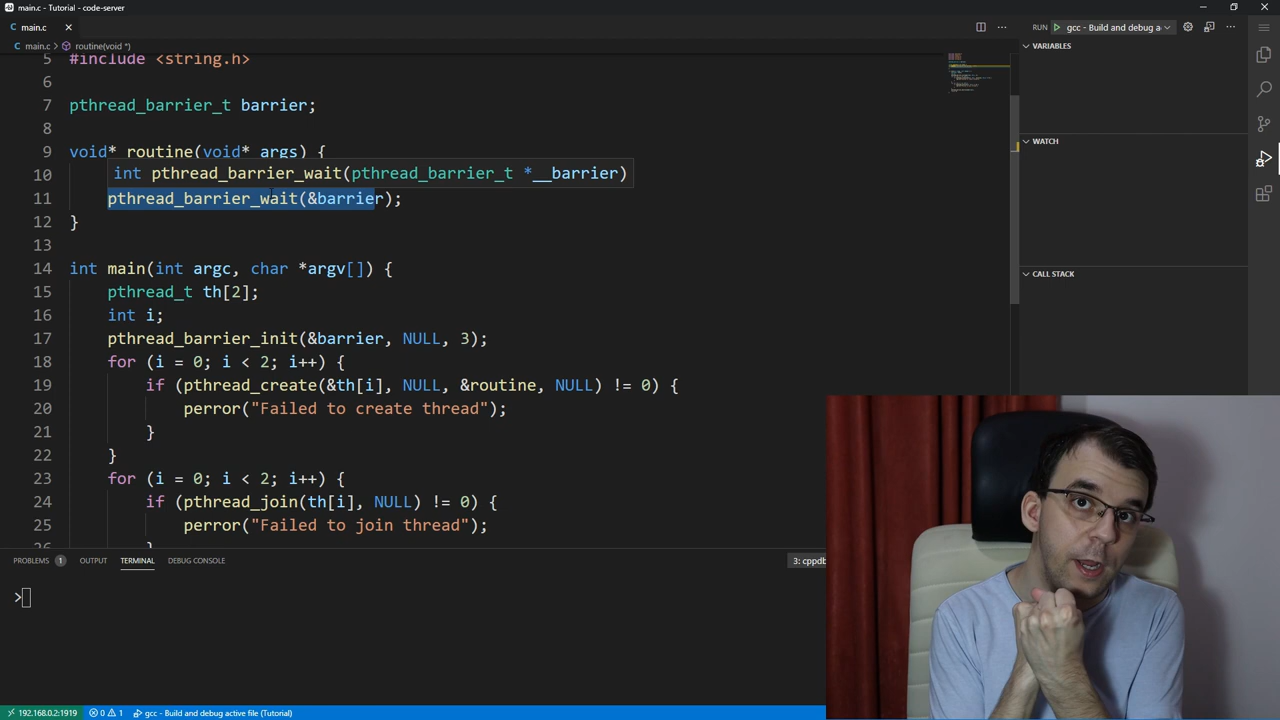 main.c - Tutorial - code-server
main.c
RUN gcc - Build and debug a
main.c > routine(void *)
VARIABLES
5 #include <string.h>
6
7 pthread_barrier_t barrier;
8
9 void* routine(void* args) {
int pthread_barrier_wait(pthread_barrier_t *__barrier)
10
11 pthread_barrier_wait(&barrier);
12 }
13
14 int main(int argc, char *argv[]) {
15 pthread_t th[2];
16 int i;
17 pthread_barrier_init(&barrier, NULL, 3);
18 for (i = 0; i < 2; i++) {
19 if (pthread_create(&th[i], NULL, &routine, NULL) != 0) {
20 perror("Failed to create thread");
21 }
22 }
23 for (i = 0; i < 2; i++) {
24 if (pthread_join(th[i], NULL) != 0) {
25 perror("Failed to join thread");
26 }
WATCH
CALL STACK
PROBLEMS 1 OUTPUT TERMINAL DEBUG CONSOLE 3: cppdb
>
192.168.0.2:1919 0 1 gcc - Build and debug active file (Tutorial)